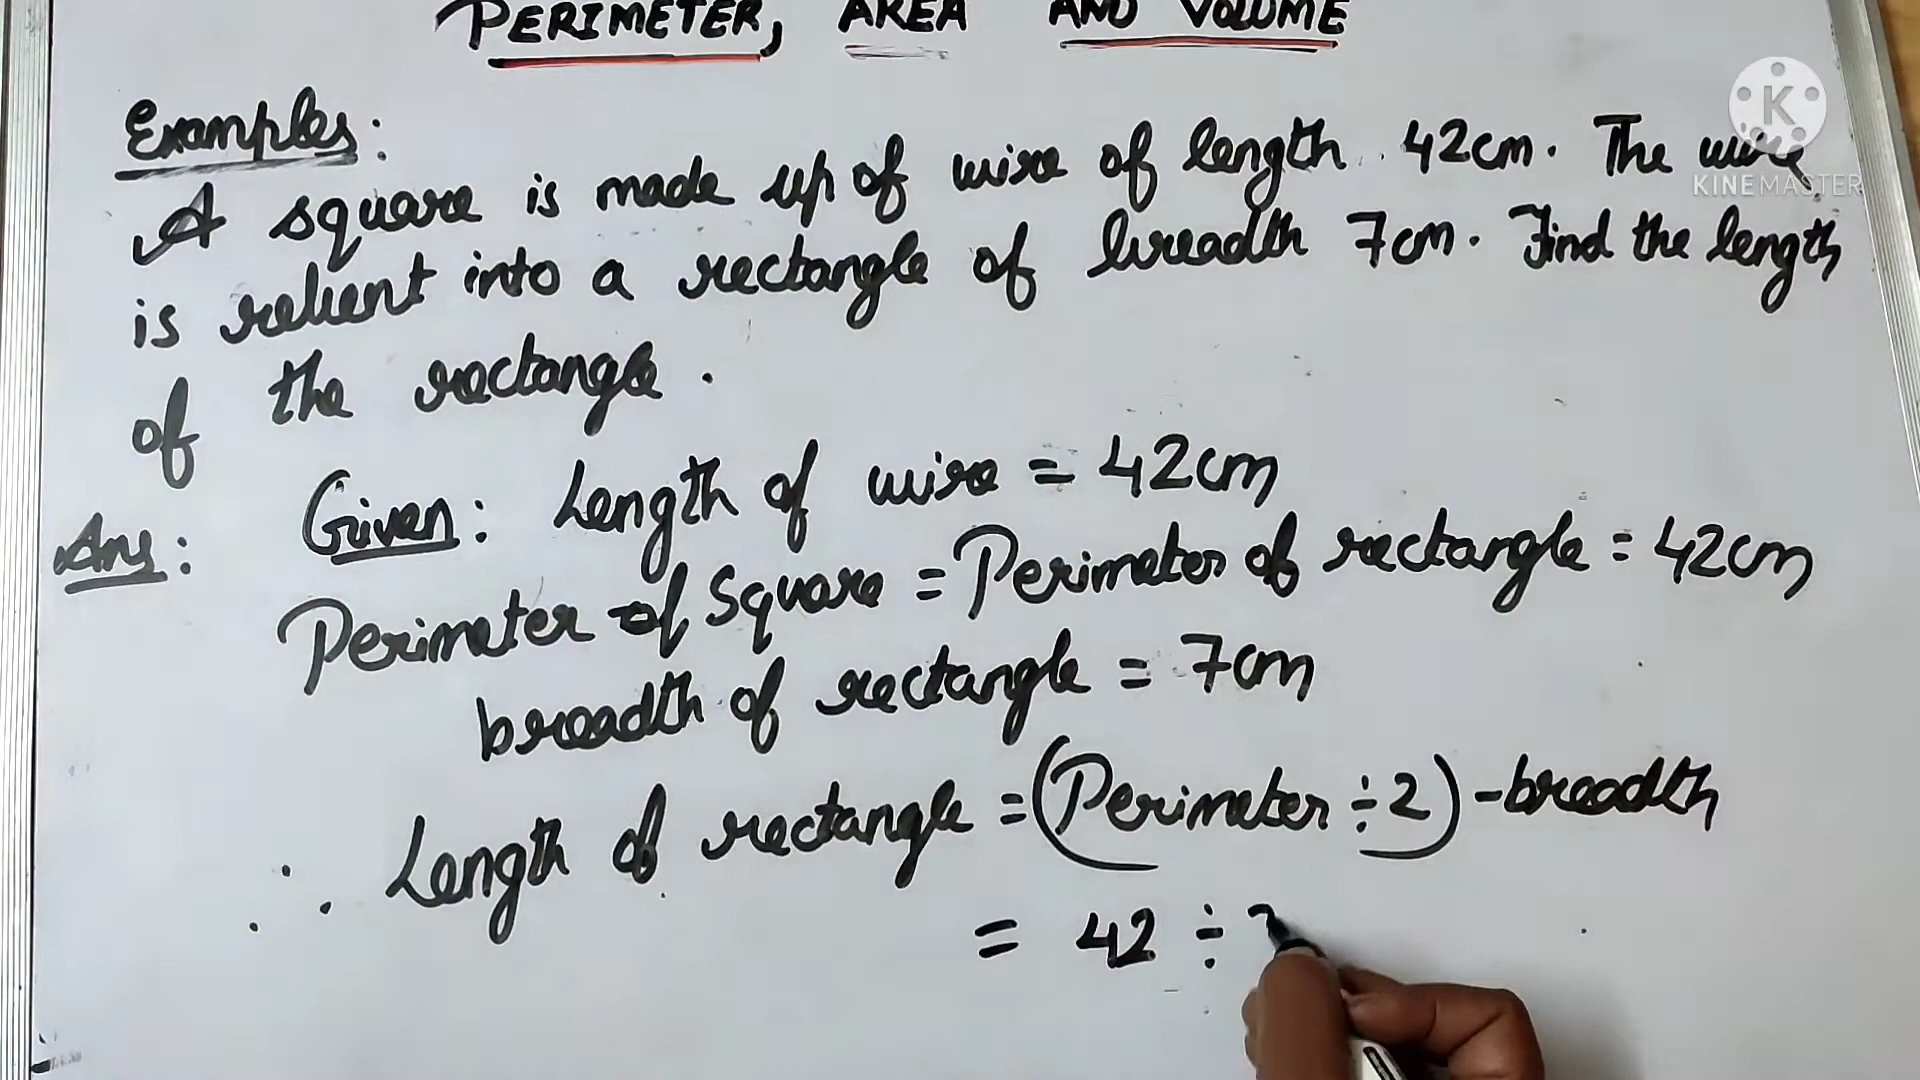 PERIMETER, AREA AND VOLUME
Examples:
A square is made up of wire of length 42cm. The wire
is rebent into a rectangle of breadth 7cm. Find the length
of the rectangle.
Ans: Given: Length of wire = 42cm
Perimeter of Square = Perimeter of rectangle = 42cm
breadth of rectangle = 7cm
∴ Length of rectangle = (Perimeter ÷ 2) - breadth
= 42 ÷
K
KINEMASTER